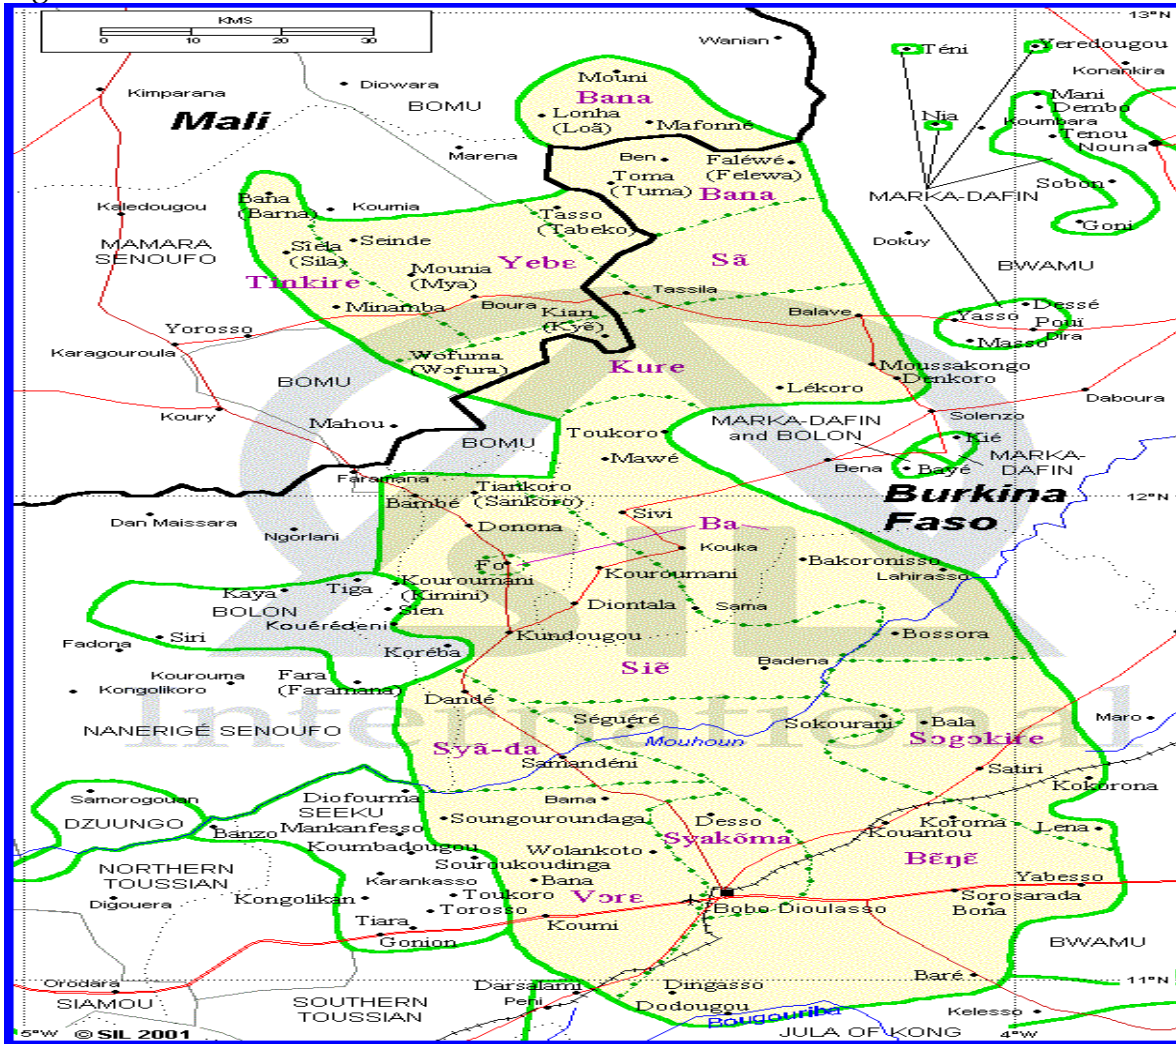 KMS
0 10 20 30
13°N
Wanian
Téni
Yeredougou
Konankira
Diowara
Mouni
Bana
Kimparana
BOMU
Mali
Lonha
(Loã)
Mafonné
Mani
Dembo
Nia
Koumbara
Tenou
Nouna
Marena
Ben
Faléwé
(Felewa)
Toma
(Tuma)
Bana
MARKA-DAFIN
Sobon
Goni
Kaledougou
(Barna)
Koumia
Tasso
(Tabeko)
Dokuy
MAMARA
SENOUFO
Seinde
Siela
(Sila)
Yebɛ
Sã
BWAMU
Tinkire
Mounia
(Mya)
Tassila
Minamba
Boura
Kian
(Kyẽ)
Balave
Dessé
Yasso
Pouï
Dira
Masso
Yorosso
Karagouroula
Wofuma
(Wɔfura)
Kure
Moussakongo
Denkoro
Lékoro
BOMU
Daboura
Koury
Mahou
BOMU
Toukoro
MARKA-DAFIN
and BOLON
Solenzo
Kié
MARKA-
DAFIN
Mawé
Bena
Bayé
Faramana
Tiankoro
(Sankoro)
Bambé
Burkina
Faso
12°N
Dan Maissara
Ngorlani
Donona
Sivi
Ba
Kouka
Fo
Bakoronisso
Lahirasso
Kouroumani
(Kimini)
Kouroumani
Kaya
Tiga
BOLON
Sien
Diontala
Sama
Kouérédeni
Siri
Fadona
Kundougou
Bossora
Koréba
Siẽ
Badena
Kourouma
Kongolikoro
Fara
(Faramana)
Dandé
SIL
International
NANERIGÉ SENOUFO
Séguéré
Sokourani
Bala
Maro
Syã-da
Mouhoun
Sɔgɔkire
Samandéni
Satiri
Kokorona
Samorogouan
DZUUNGO
Diofourma
SEEKU
Bama
Banzo
Mankanfesso
Soungouroundaga
Desso
Koroma
Kouantou
Lena
Koumbadougou
Syakõma
Wolankoto
Bɛ̃ŋɛ̃
NORTHERN
TOUSSIAN
Souroukoudinga
Karankasso
Bana
Digouera
Kongolikan
Toukoro
Vɔrɛ
Yabesso
Sorosarada
Torosso
Bobo Dioulasso
Bona
Tiara
Koumi
Gonion
BWAMU
Baré
11°N
Orodara
SIAMOU
SOUTHERN
TOUSSIAN
Darsalami
Peni
Dingasso
Dodougou
Bougouriba
Kelesso
5°W
© SIL 2001
JULA OF KONG
4°W